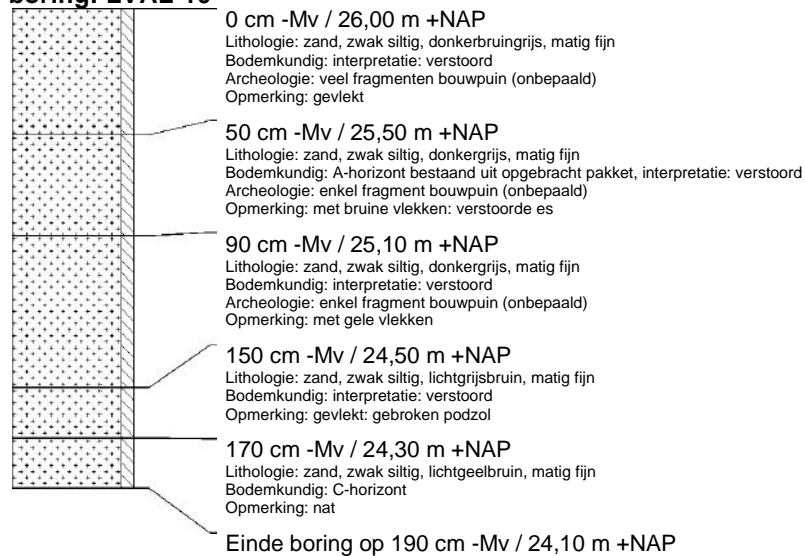 0 cm -Mv / 26,00 m +NAP
Lithologie: zand, zwak siltig, donkerbruingrijs, matig fijn
Bodemkundig: interpretatie: verstoord
Archeologie: veel fragmenten bouwpuin (onbepaald)
Opmerking: gevlekt
50 cm -Mv / 25,50 m +NAP
Lithologie: zand, zwak siltig, donkergrijs, matig fijn
Bodemkundig: A-horizont bestaand uit opgebracht pakket, interpretatie: verstoord
Archeologie: enkel fragment bouwpuin (onbepaald)
Opmerking: met bruine vlekken: verstoorde es
90 cm -Mv / 25,10 m +NAP
Lithologie: zand, zwak siltig, donkergrijs, matig fijn
Bodemkundig: interpretatie: verstoord
Archeologie: enkel fragment bouwpuin (onbepaald)
Opmerking: met gele vlekken
150 cm -Mv / 24,50 m +NAP
Lithologie: zand, zwak siltig, lichtgrijsbruin, matig fijn
Bodemkundig: interpretatie: verstoord
Opmerking: gevlekt: gebroken podzol
170 cm -Mv / 24,30 m +NAP
Lithologie: zand, zwak siltig, lichtgeelbruin, matig fijn
Bodemkundig: C-horizont
Opmerking: nat
Einde boring op 190 cm -Mv / 24,10 m +NAP